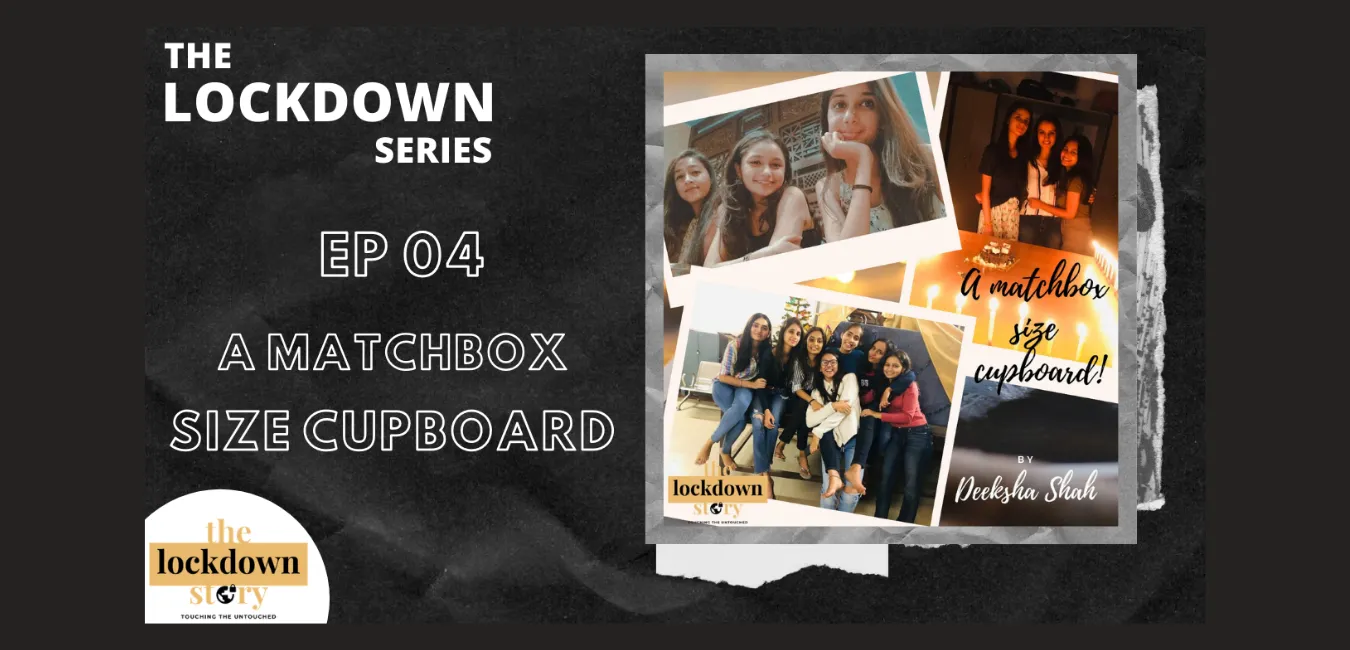 THE
LOCKDOWN
SERIES
EP 04
A MATCHBOX
SIZE CUPBOARD
the
lockdown
story
TOUCHING THE UNTOUCHED
A matchbox
size
cupboard!
BY
Deeksha Shah
the
lockdown
story
TOUCHING THE UNTOUCHED